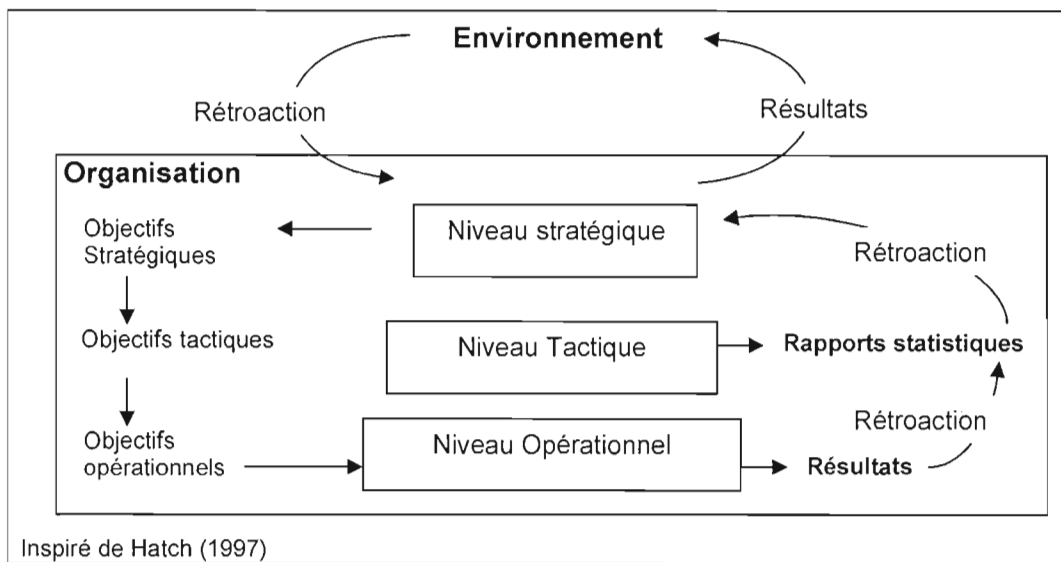 Environnement
Rétroaction
Résultats
Organisation
Objectifs
Stratégiques
Niveau stratégique
Rétroaction
Objectifs tactiques
Niveau Tactique
Rapports statistiques
Objectifs
opérationnels
Niveau Opérationnel
Rétroaction
Résultats
Inspiré de Hatch (1997)